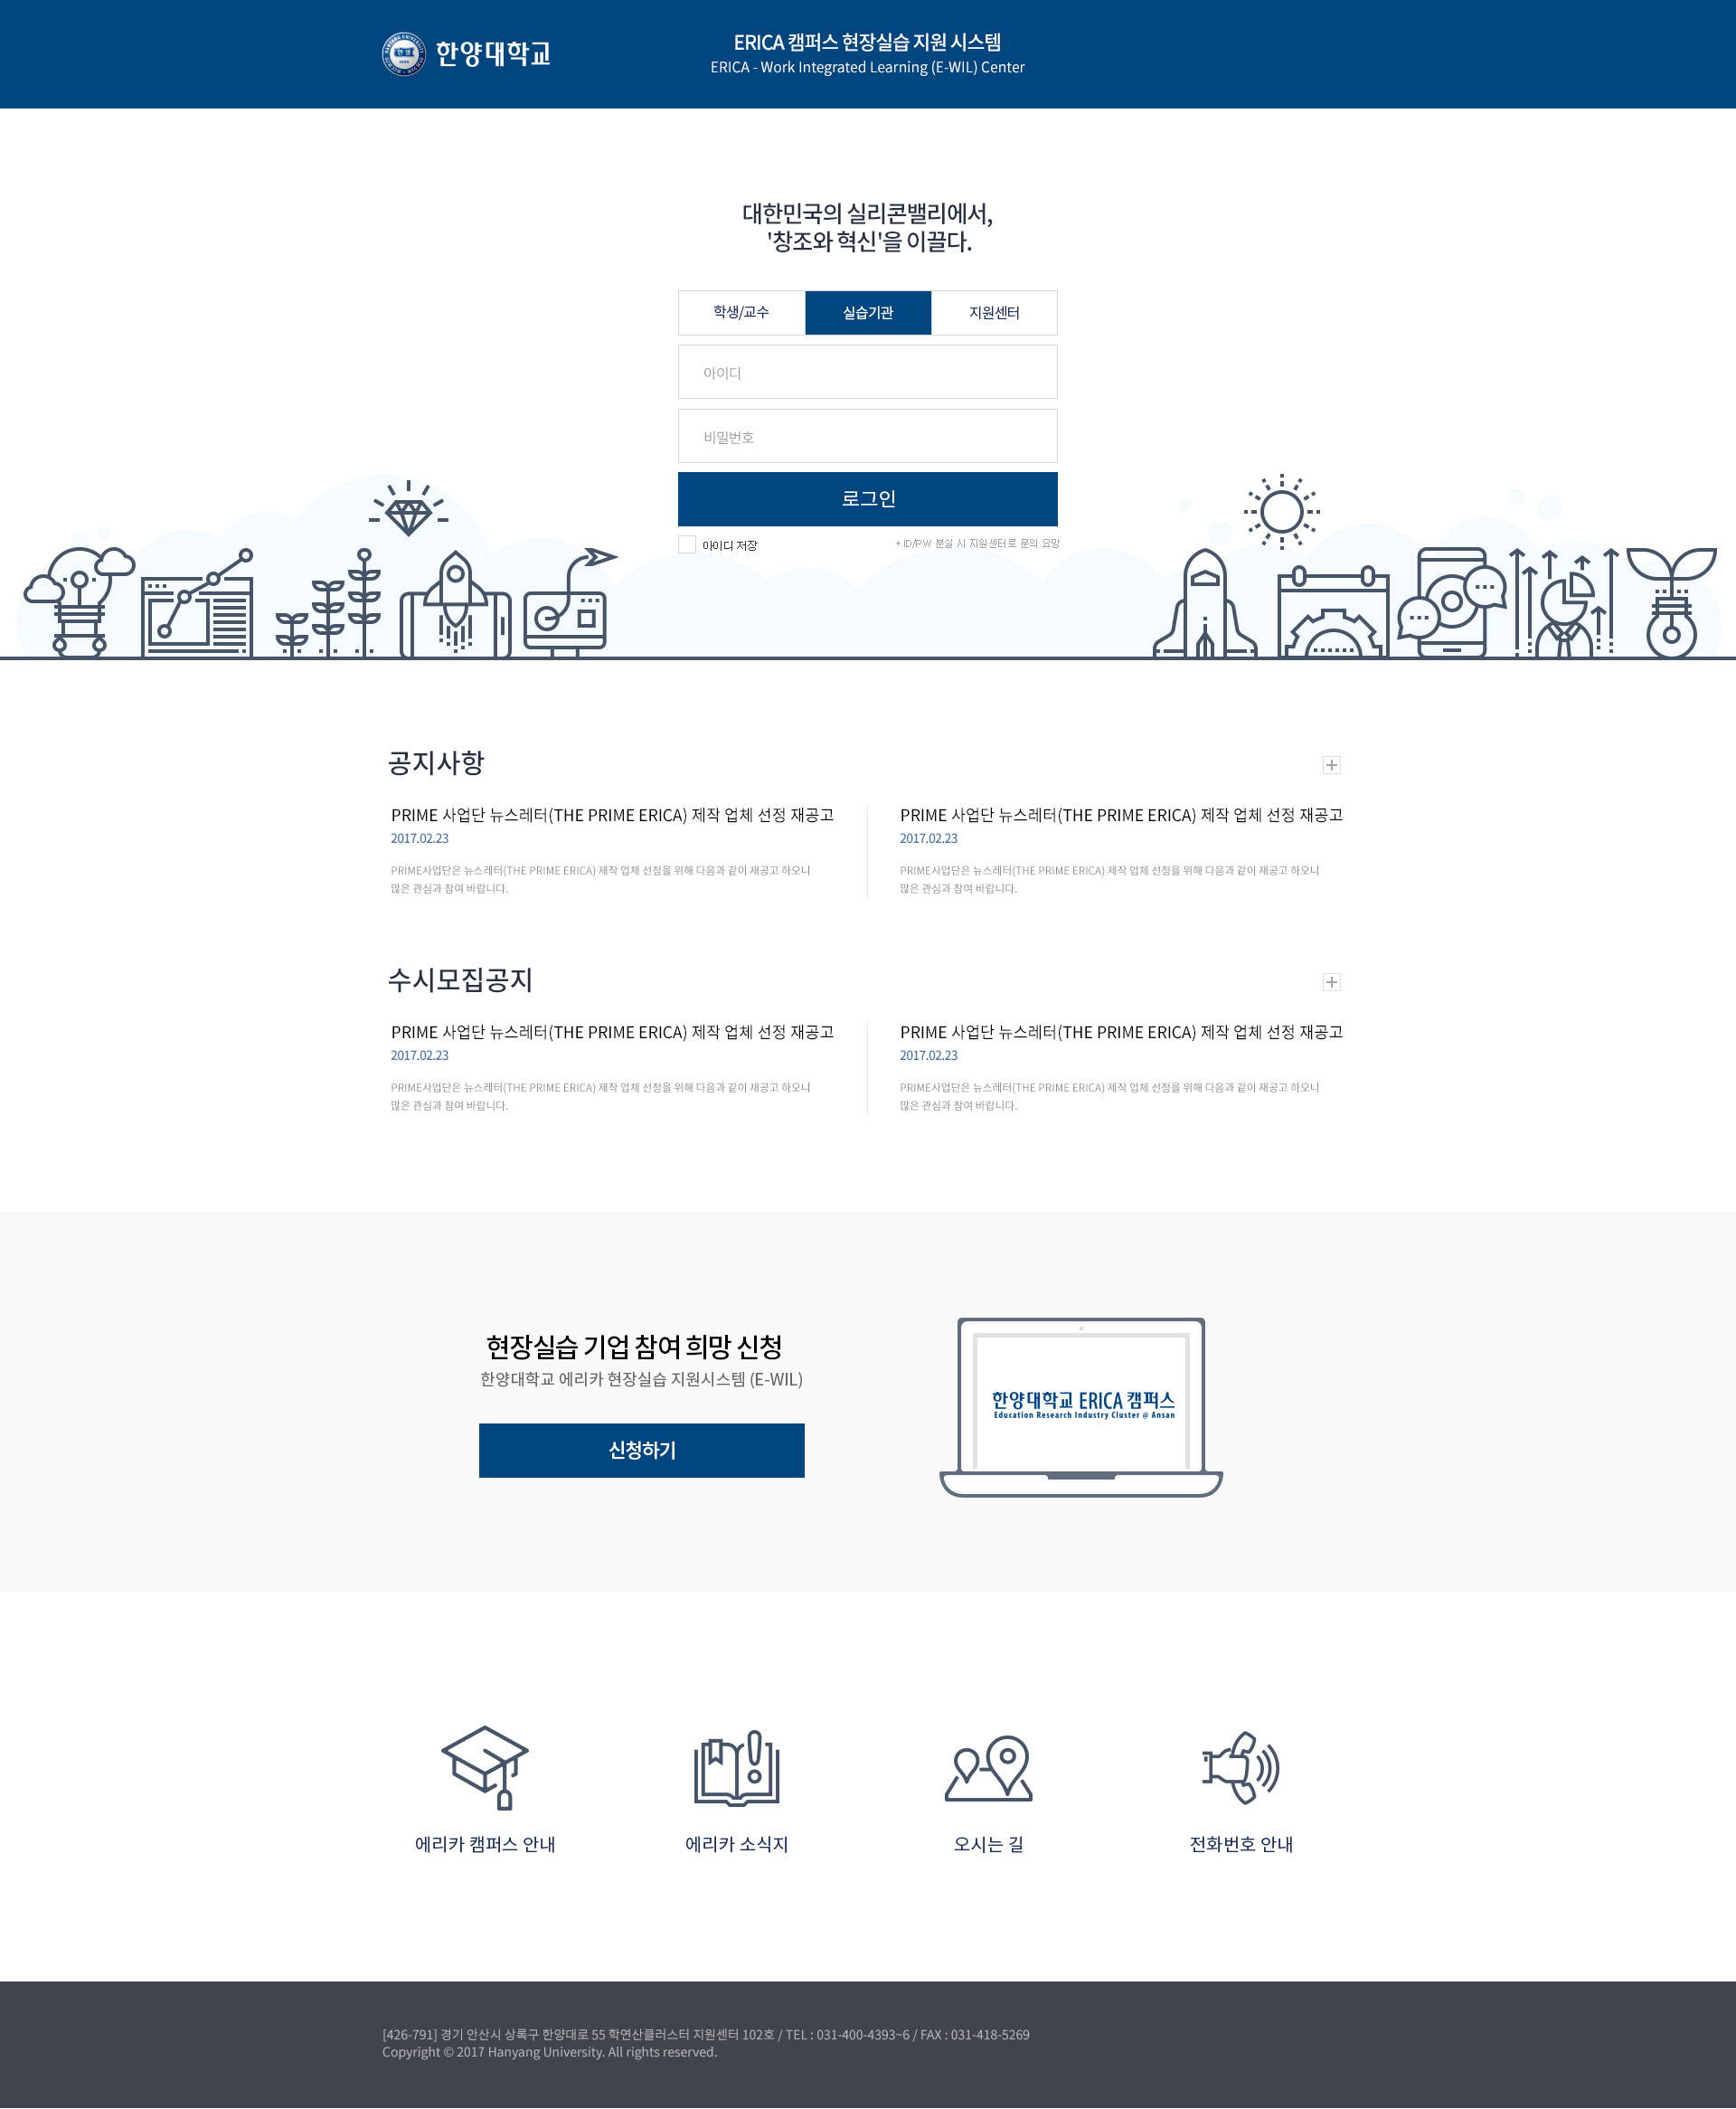 한양대학교
ERICA 캠퍼스 현장실습 지원 시스템
ERICA - Work Integrated Learning (E-WIL) Center
대한민국의 실리콘밸리에서,
'창조와 혁신'을 이끌다.
학생/교수 실습기관 지원센터
아이디
비밀번호
로그인
아이디 저장 * ID/PW 분실 시 지원센터로 문의 요망
공지사항
PRIME 사업단 뉴스레터(THE PRIME ERICA) 제작 업체 선정 재공고
2017.02.23
PRIME사업단은 뉴스레터(THE PRIME ERICA) 제작 업체 선정을 위해 다음과 같이 재공고 하오니
많은 관심과 참여 바랍니다.
PRIME 사업단 뉴스레터(THE PRIME ERICA) 제작 업체 선정 재공고
2017.02.23
PRIME사업단은 뉴스레터(THE PRIME ERICA) 제작 업체 선정을 위해 다음과 같이 재공고 하오니
많은 관심과 참여 바랍니다.
수시모집공지
PRIME 사업단 뉴스레터(THE PRIME ERICA) 제작 업체 선정 재공고
2017.02.23
PRIME사업단은 뉴스레터(THE PRIME ERICA) 제작 업체 선정을 위해 다음과 같이 재공고 하오니
많은 관심과 참여 바랍니다.
PRIME 사업단 뉴스레터(THE PRIME ERICA) 제작 업체 선정 재공고
2017.02.23
PRIME사업단은 뉴스레터(THE PRIME ERICA) 제작 업체 선정을 위해 다음과 같이 재공고 하오니
많은 관심과 참여 바랍니다.
현장실습 기업 참여 희망 신청
한양대학교 에리카 현장실습 지원시스템 (E-WIL)
신청하기
한양대학교 ERICA 캠퍼스
Education Research Industry Cluster @ Ansan
에리카 캠퍼스 안내
에리카 소식지
오시는 길
전화번호 안내
[426-791] 경기 안산시 상록구 한양대로 55 학연산클러스터 지원센터 102호 / TEL : 031-400-4393~6 / FAX : 031-418-5269
Copyright © 2017 Hanyang University. All rights reserved.